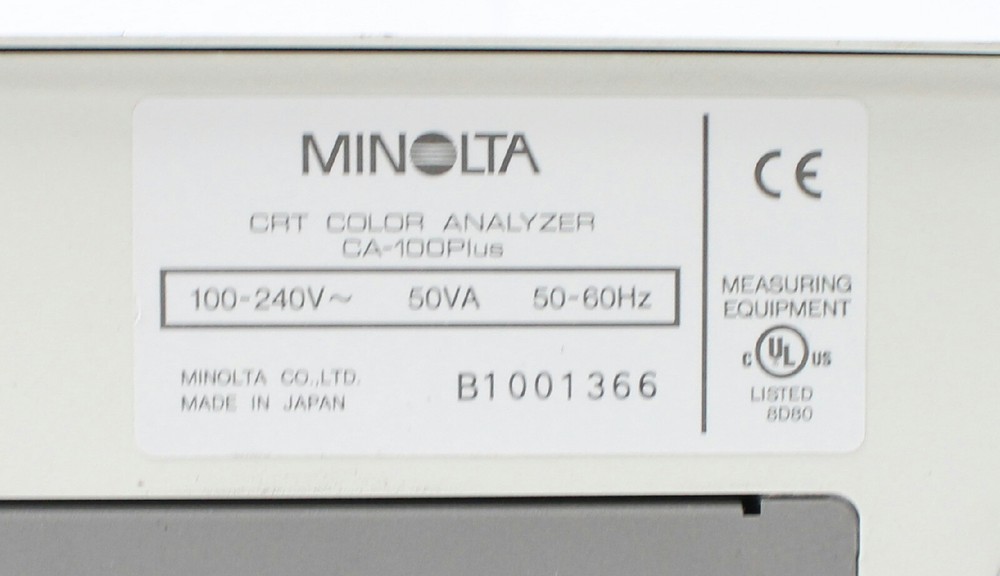 MINOLTA
CRT COLOR ANALYZER
CA-100Plus
100-240V~ 50VA 50-60Hz
MINOLTA CO.,LTD.
MADE IN JAPAN
B1001366
CE
MEASURING
EQUIPMENT
C UL US
LISTED
8D80